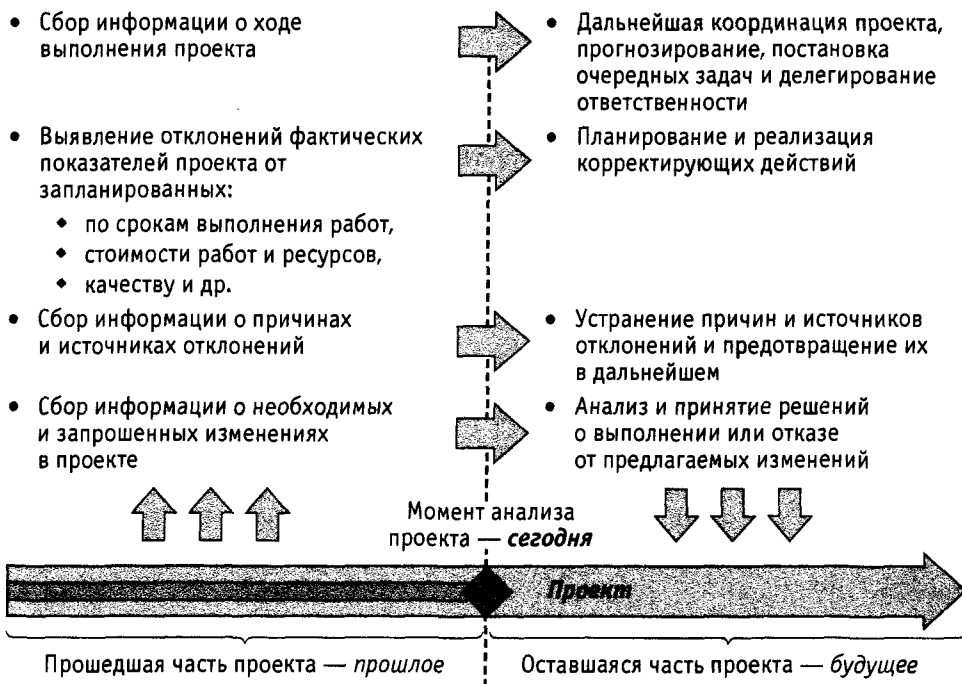 • Сбор информации о ходе
выполнения проекта
• Дальнейшая координация проекта,
прогнозирование, постановка
очередных задач и делегирование
ответственности
• Выявление отклонений фактических
показателей проекта от
запланированных:
• Планирование и реализация
корректирующих действий
◆ по срокам выполнения работ,
◆ стоимости работ и ресурсов,
◆ качеству и др.
• Сбор информации о причинах
и источниках отклонений
• Устранение причин и источников
отклонений и предотвращение их
в дальнейшем
• Сбор информации о необходимых
и запрошенных изменениях
в проекте
• Анализ и принятие решений
о выполнении или отказе
от предлагаемых изменений
Момент анализа
проекта — сегодня
Проект
Прошедшая часть проекта — прошлое
Оставшаяся часть проекта — будущее